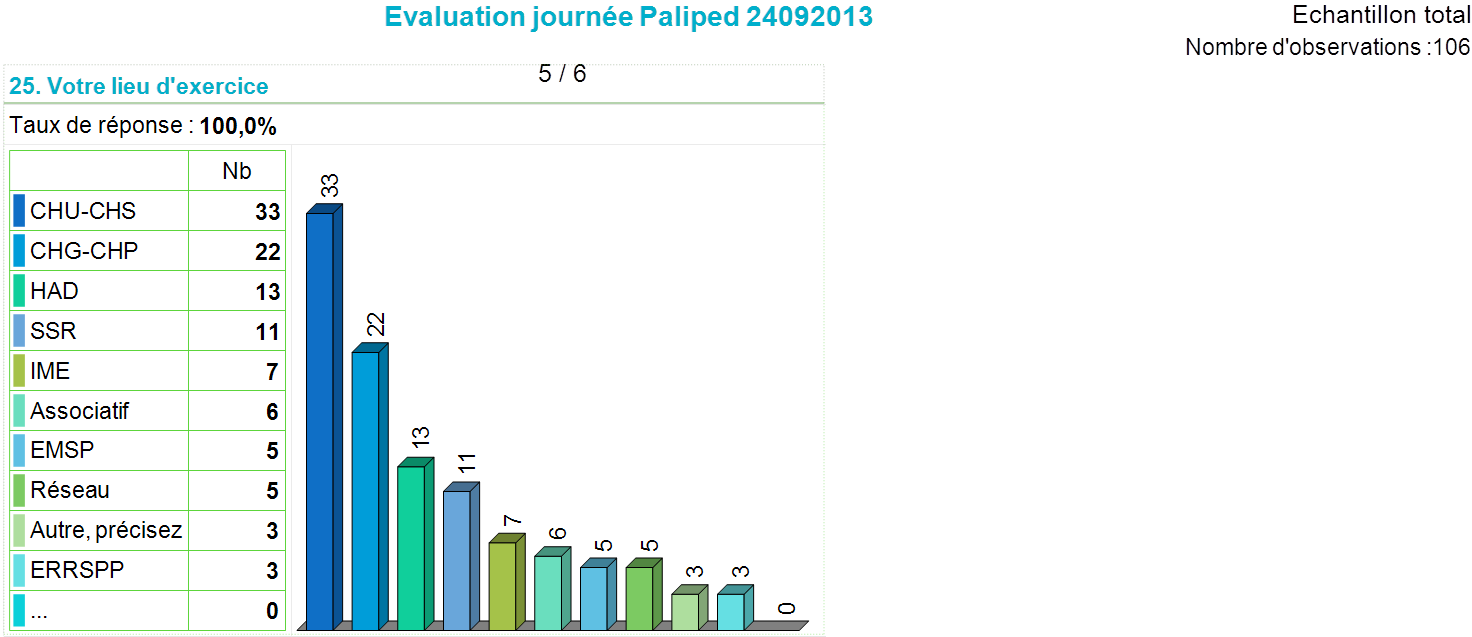 Evaluation journée Paliped 24092013
Echantillon total
Nombre d'observations :106
5 / 6
25. Votre lieu d'exercice
Taux de réponse : 100,0%
Nb
CHU-CHS 33
CHG-CHP 22
HAD 13
SSR 11
IME 7
Associatif 6
EMSP 5
Réseau 5
Autre, précisez 3
ERRSPP 3
... 0
33
22
13
11
7
6
5
5
3
3
0